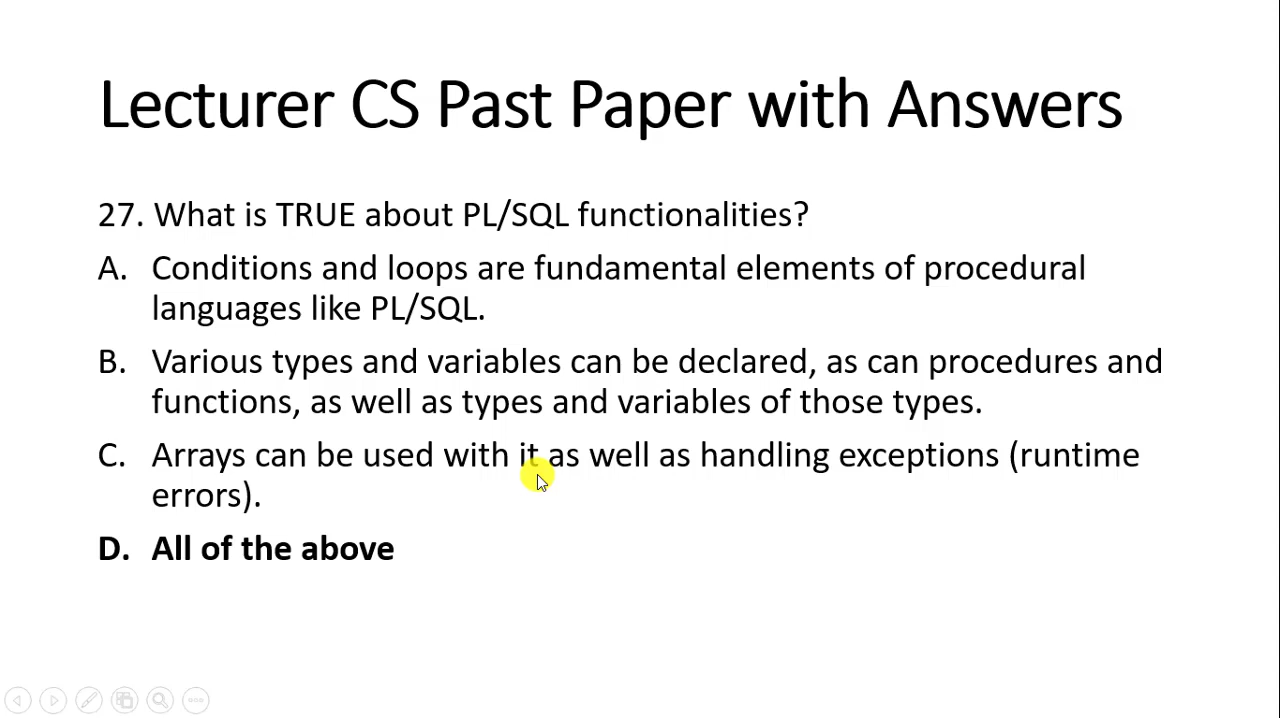 Lecturer CS Past Paper with Answers
27. What is TRUE about PL/SQL functionalities?
A. Conditions and loops are fundamental elements of procedural
languages like PL/SQL.
B. Various types and variables can be declared, as can procedures and
functions, as well as types and variables of those types.
C. Arrays can be used with it as well as handling exceptions (runtime
errors).
D. All of the above